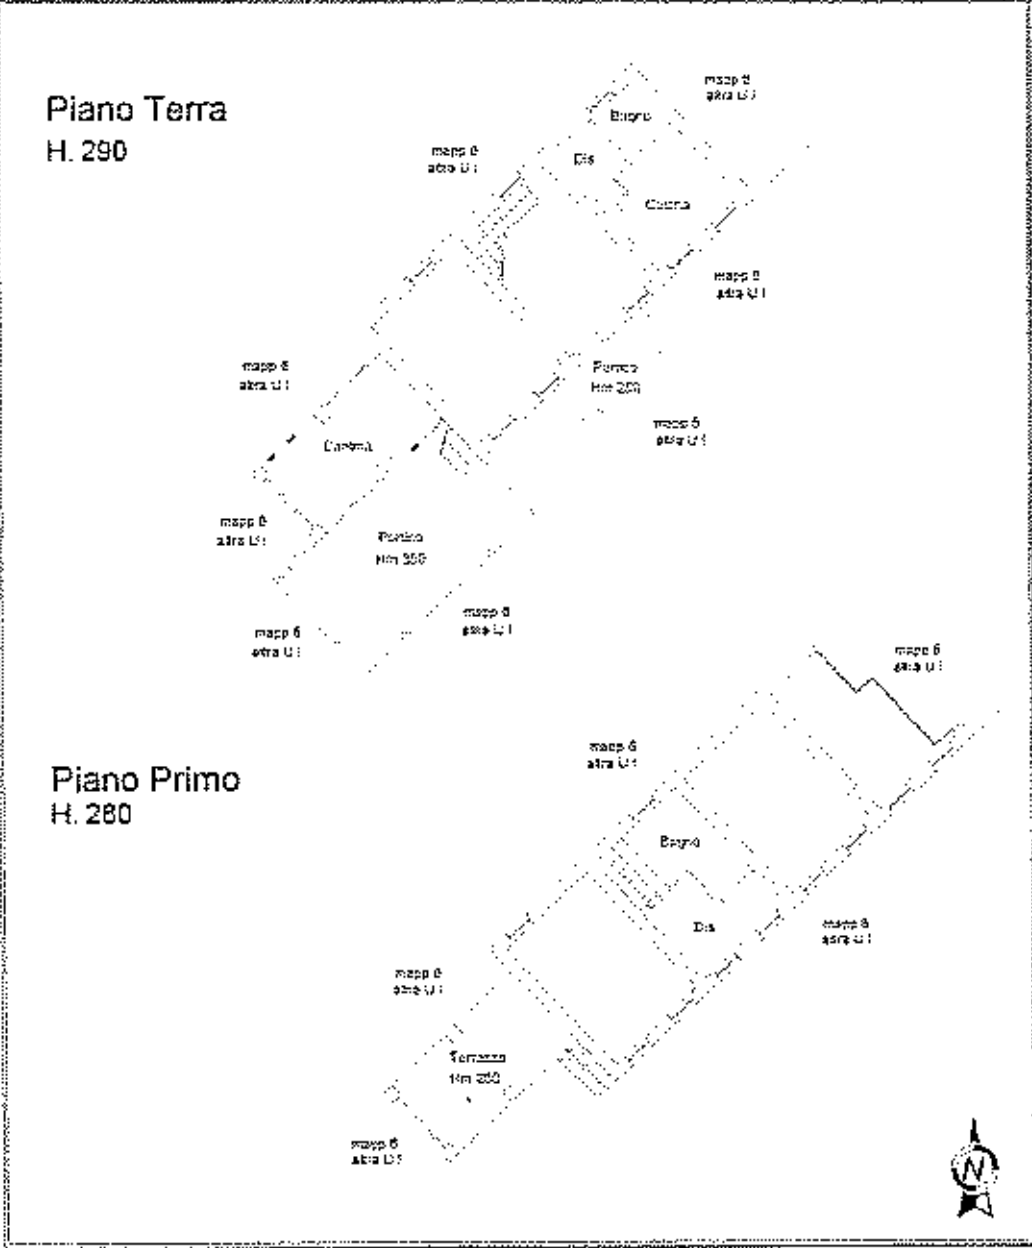 Piano Terra
H. 290
mapp 6
altra U.I.
Bagno
mapp 6
altra U.I.
Dis
Cucina
mapp 6
altra U.I.
mapp 6
altra U.I.
Portico
Hm 250
mapp 6
altra U.I.
Cantina
mapp 6
altra U.I.
Portico
Hm 350
mapp 6
altra U.I.
mapp 6
altra U.I.
Piano Primo
H. 280
mapp 6
altra U.I.
mapp 6
altra U.I.
Bagno
Dis
mapp 6
altra U.I.
mapp 6
altra U.I.
Terrazza
Hm 260
mapp 6
altra U.I.
N